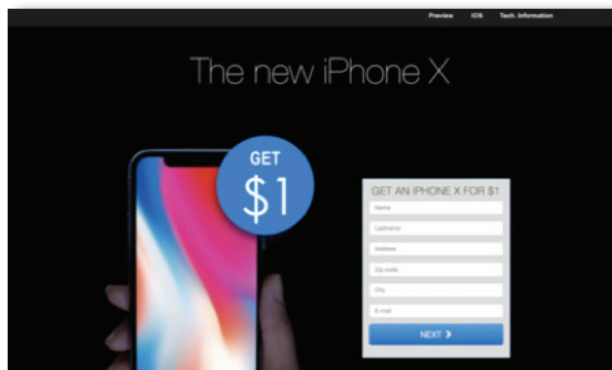 Preview IOS Tech. Information
The new iPhone X
GET
$1
GET AN IPHONE X FOR $1
Name
Lastname
Address
Zip code
City
E-mail
NEXT >